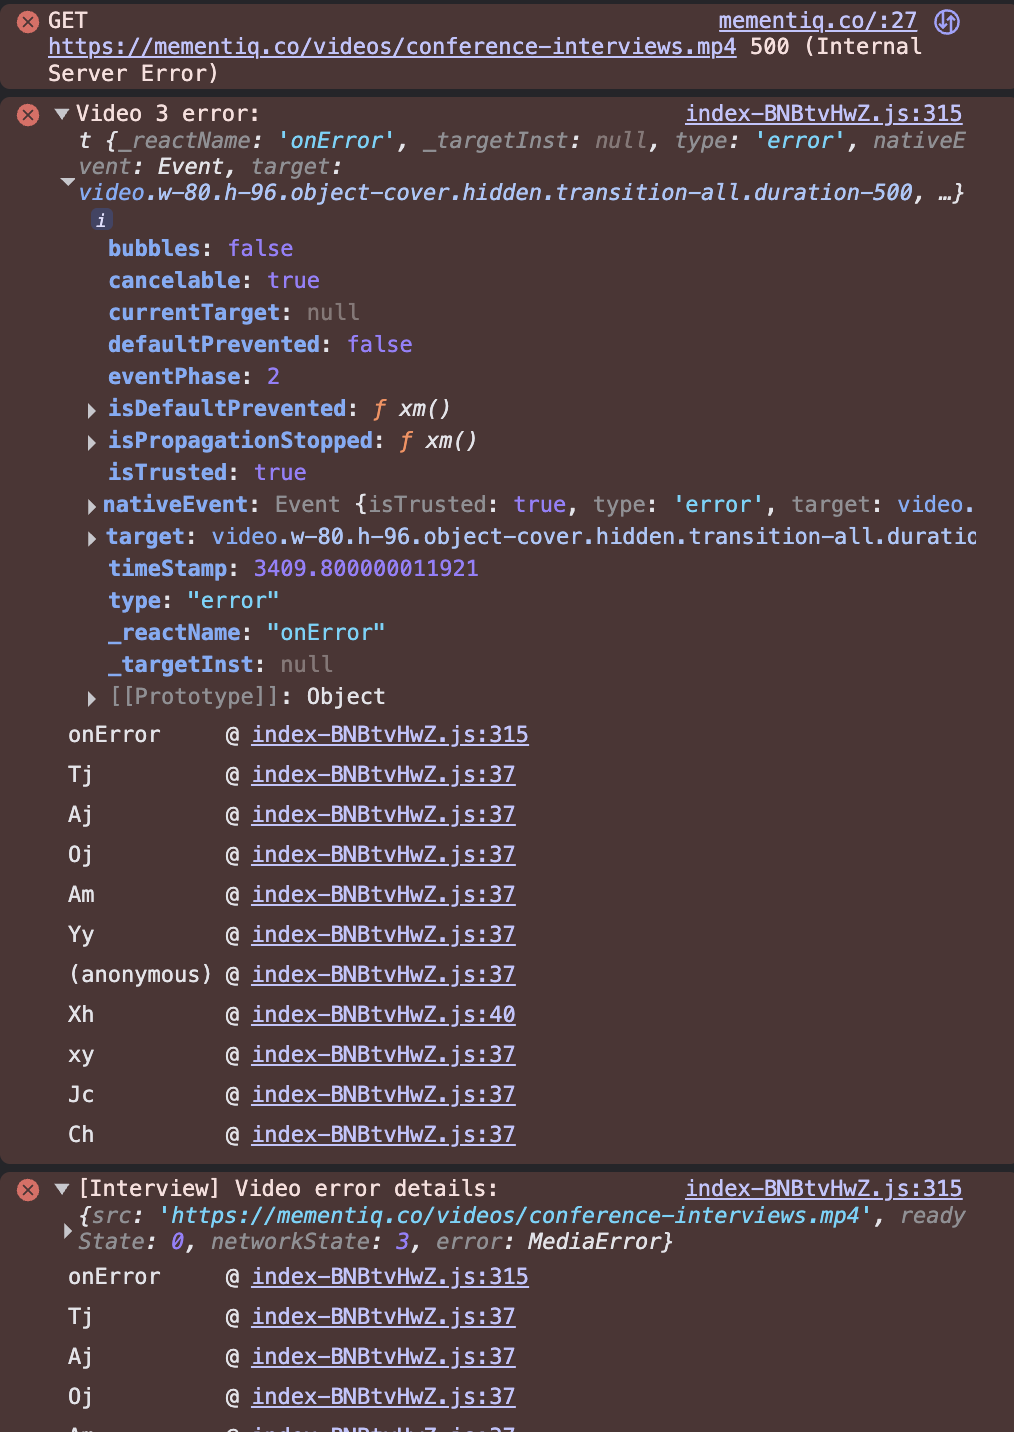 GET mementiq.co/:27
https://mementiq.co/videos/conference-interviews.mp4 500 (Internal
Server Error)
Video 3 error: index-BNBtvHwZ.js:315
t {_reactName: 'onError', _targetInst: null, type: 'error', nativeE
vent: Event, target:
video.w-80.h-96.object-cover.hidden.transition-all.duration-500, …}
i
bubbles: false
cancelable: true
currentTarget: null
defaultPrevented: false
eventPhase: 2
isDefaultPrevented: ƒ xm()
isPropagationStopped: ƒ xm()
isTrusted: true
nativeEvent: Event {isTrusted: true, type: 'error', target: video.
target: video.w-80.h-96.object-cover.hidden.transition-all.duratio
timeStamp: 3409.800000011921
type: "error"
_reactName: "onError"
_targetInst: null
[[Prototype]]: Object
onError @ index-BNBtvHwZ.js:315
Tj @ index-BNBtvHwZ.js:37
Aj @ index-BNBtvHwZ.js:37
Oj @ index-BNBtvHwZ.js:37
Am @ index-BNBtvHwZ.js:37
Yy @ index-BNBtvHwZ.js:37
(anonymous) @ index-BNBtvHwZ.js:37
Xh @ index-BNBtvHwZ.js:40
xy @ index-BNBtvHwZ.js:37
Jc @ index-BNBtvHwZ.js:37
Ch @ index-BNBtvHwZ.js:37
[Interview] Video error details: index-BNBtvHwZ.js:315
{src: 'https://mementiq.co/videos/conference-interviews.mp4', ready
State: 0, networkState: 3, error: MediaError}
onError @ index-BNBtvHwZ.js:315
Tj @ index-BNBtvHwZ.js:37
Aj @ index-BNBtvHwZ.js:37
Oj @ index-BNBtvHwZ.js:37